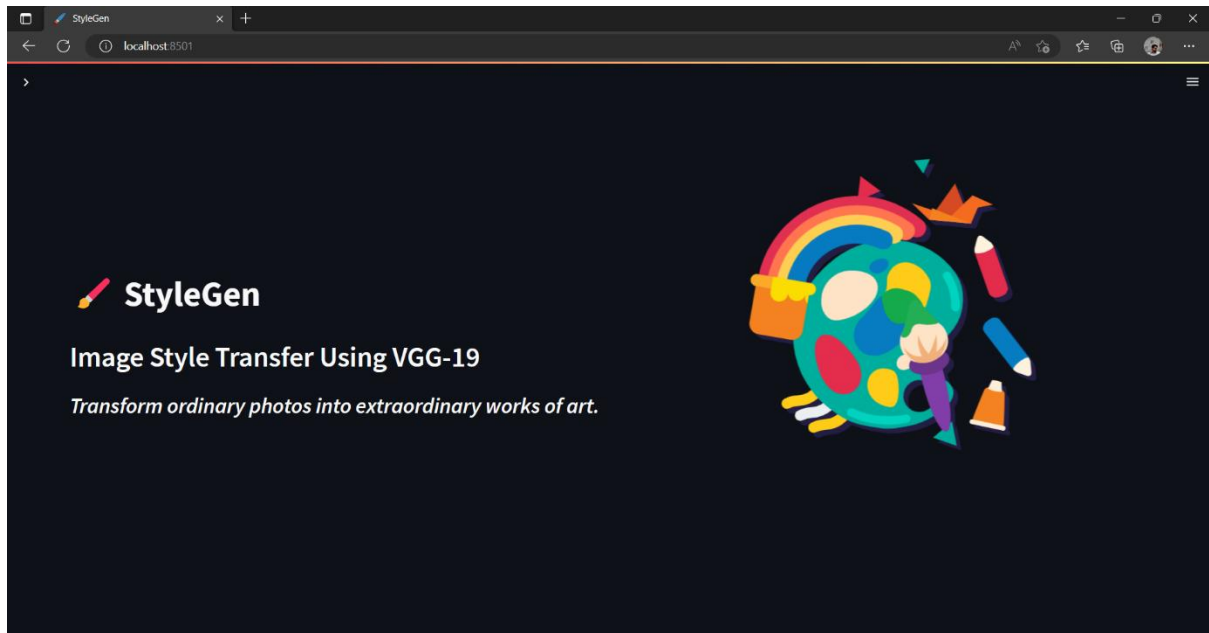 StyleGen
localhost:8501
StyleGen
Image Style Transfer Using VGG-19
Transform ordinary photos into extraordinary works of art.